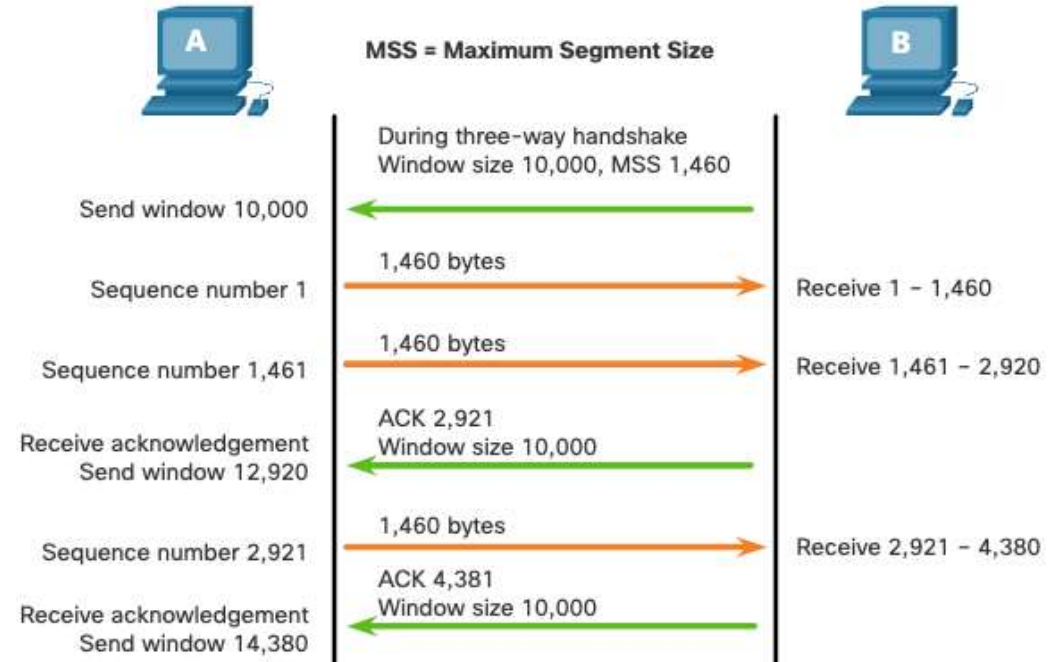 A
MSS = Maximum Segment Size
B
During three-way handshake
Window size 10,000, MSS 1,460
Send window 10,000
1,460 bytes
Sequence number 1
Receive 1 – 1,460
1,460 bytes
Sequence number 1,461
Receive 1,461 – 2,920
ACK 2,921
Window size 10,000
Receive acknowledgement
Send window 12,920
1,460 bytes
Sequence number 2,921
Receive 2,921 – 4,380
ACK 4,381
Window size 10,000
Receive acknowledgement
Send window 14,380